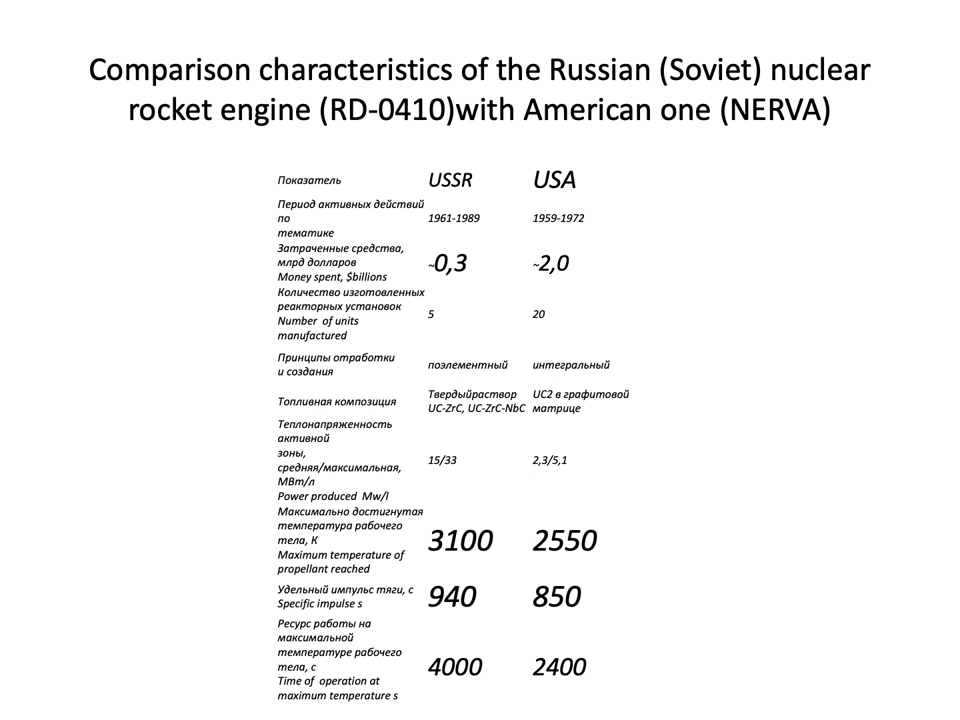 Comparison characteristics of the Russian (Soviet) nuclear
rocket engine (RD-0410)with American one (NERVA)
Показатель USSR USA
Период активных действий
по
тематике 1961-1989 1959-1972
Затраченные средства,
млрд долларов
Money spent, $billions ~0,3 ~2,0
Количество изготовленных
реакторных установок
Number of units
manufactured 5 20
Принципы отработки
и создания поэлементный интегральный
Топливная композиция Твердыйраствор UC2 в графитовой
UC-ZrC, UC-ZrC-NbC матрице
Теплонапряженность
активной
зоны,
средняя/максимальная,
МВт/л
Power produced Mw/l 15/33 2,3/5,1
Максимально достигнутая
температура рабочего
тела, К
Maximum temperature of
propellant reached 3100 2550
Удельный импульс тяги, с
Specific impulse s 940 850
Ресурс работы на
максимальной
температуре рабочего
тела, с
Time of operation at
maximum temperature s 4000 2400